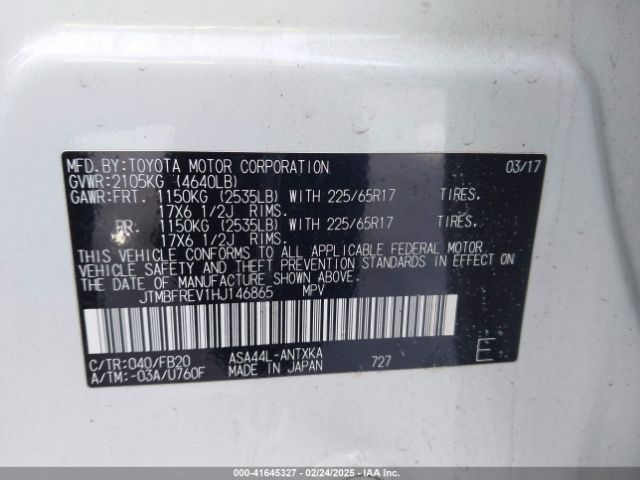 MFD.BY:TOYOTA MOTOR CORPORATION 03/17
GVWR:2105KG (4640LB)
GAWR:FRT. 1150KG (2535LB) WITH 225/65R17 TIRES.
17X6 1/2J RIMS.
RR. 1150KG (2535LB) WITH 225/65R17 TIRES.
17X6 1/2J RIMS.
THIS VEHICLE CONFORMS TO ALL APPLICABLE FEDERAL MOTOR
VEHICLE SAFETY AND THEFT PREVENTION STANDARDS IN EFFECT ON
THE DATE OF MANUFACTURE SHOWN ABOVE.
JTMBFREV1HJ146865 MPV
C/TR:040/FB20 ASA44L-ANTXKA E
A/TM:-03A/U760F MADE IN JAPAN 727
000-41645327 - 02/24/2025 - IAA Holdings, LLC.